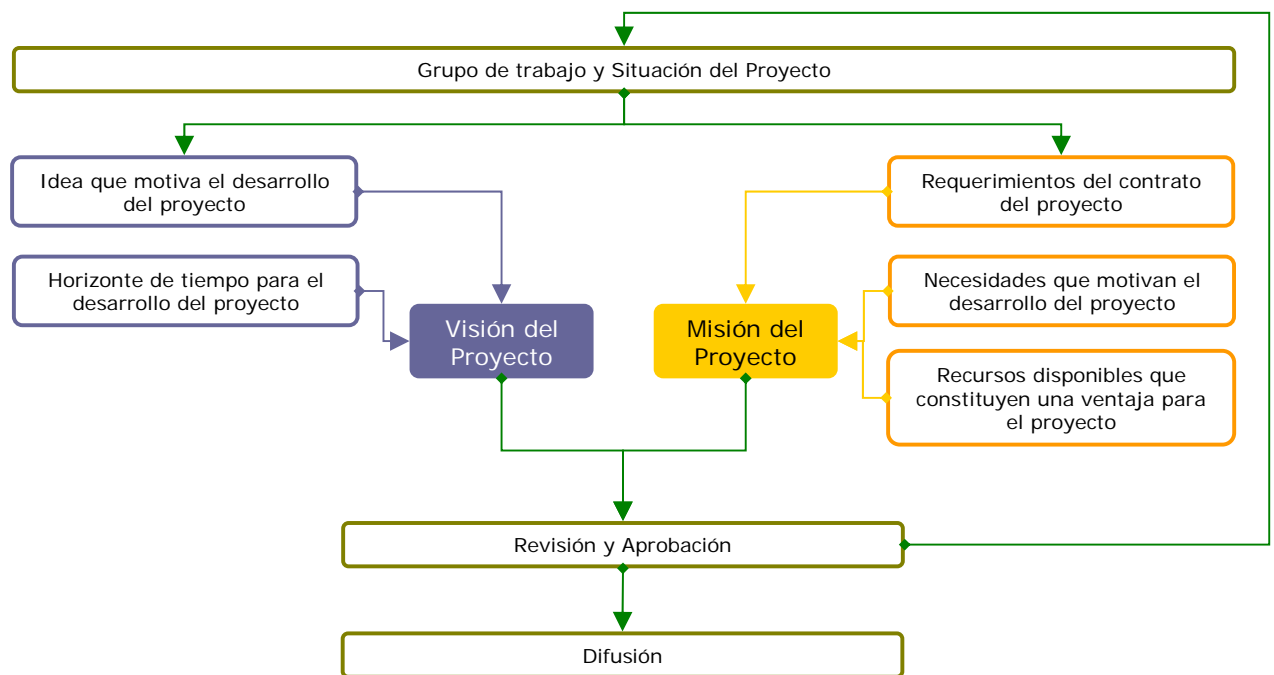 Grupo de trabajo y Situación del Proyecto
Idea que motiva el desarrollo
del proyecto
Requerimientos del contrato
del proyecto
Horizonte de tiempo para el
desarrollo del proyecto
Necesidades que motivan el
desarrollo del proyecto
Visión del
Proyecto
Misión del
Proyecto
Recursos disponibles que
constituyen una ventaja para
el proyecto
Revisión y Aprobación
Difusión